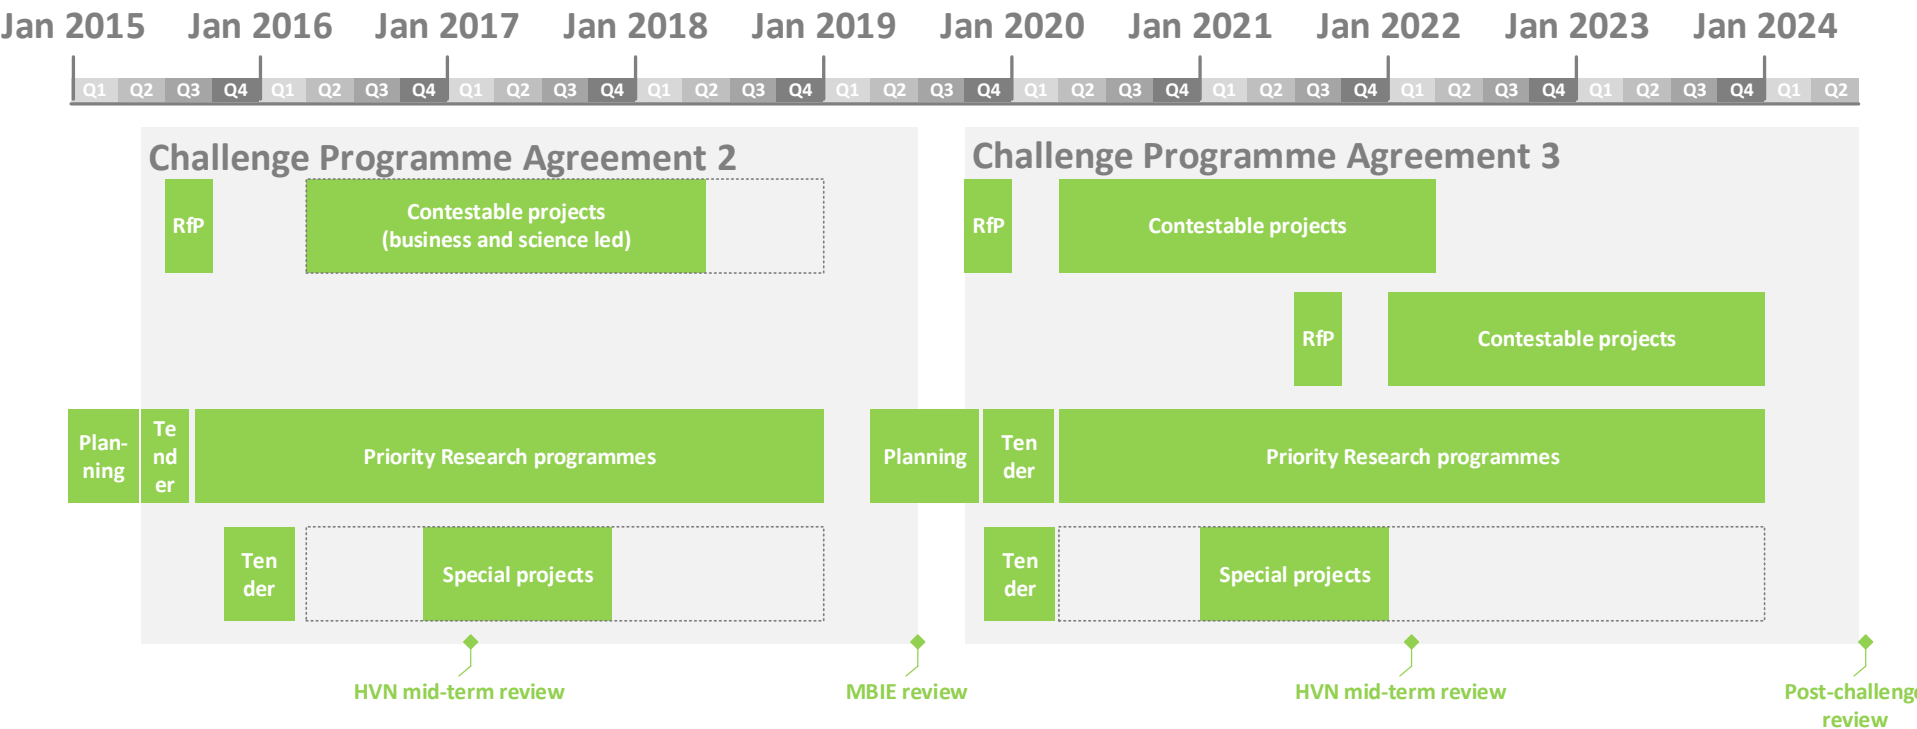 Jan 2015 Jan 2016 Jan 2017 Jan 2018 Jan 2019 Jan 2020 Jan 2021 Jan 2022 Jan 2023 Jan 2024
Q1 Q2 Q3 Q4 Q1 Q2 Q3 Q4 Q1 Q2 Q3 Q4 Q1 Q2 Q3 Q4 Q1 Q2 Q3 Q4 Q1 Q2 Q3 Q4 Q1 Q2 Q3 Q4 Q1 Q2 Q3 Q4 Q1 Q2 Q3 Q4 Q1 Q2
Challenge Programme Agreement 2
RfP
Contestable projects
(business and science led)
Plan-
ning
Te
nd
er
Priority Research programmes
Ten
der
Special projects
HVN mid-term review
MBIE review
Challenge Programme Agreement 3
RfP
Contestable projects
RfP
Contestable projects
Planning
Ten
der
Priority Research programmes
Ten
der
Special projects
HVN mid-term review
Post-challenge
review